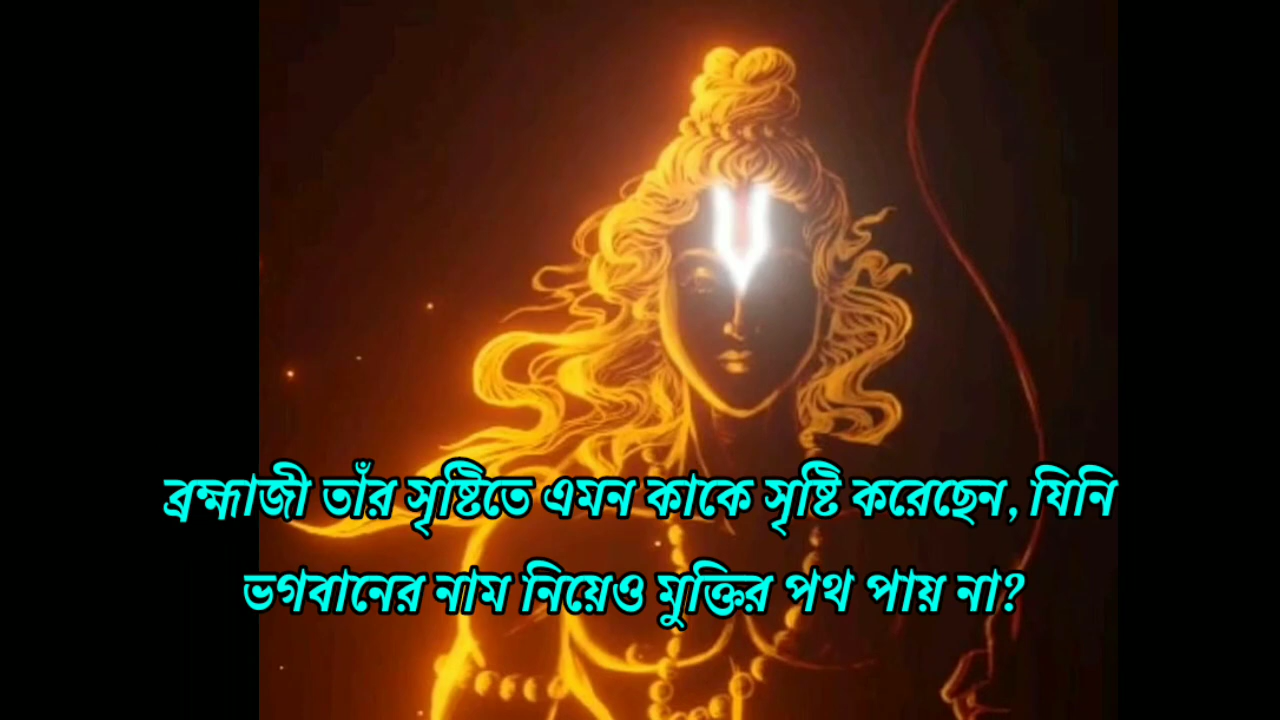 ব্রহ্মাজী তাঁর সৃষ্টিতে এমন কাকে সৃষ্টি করেছেন, যিনি
ভগবানের নাম নিয়েও মুক্তির পথ পায় না?